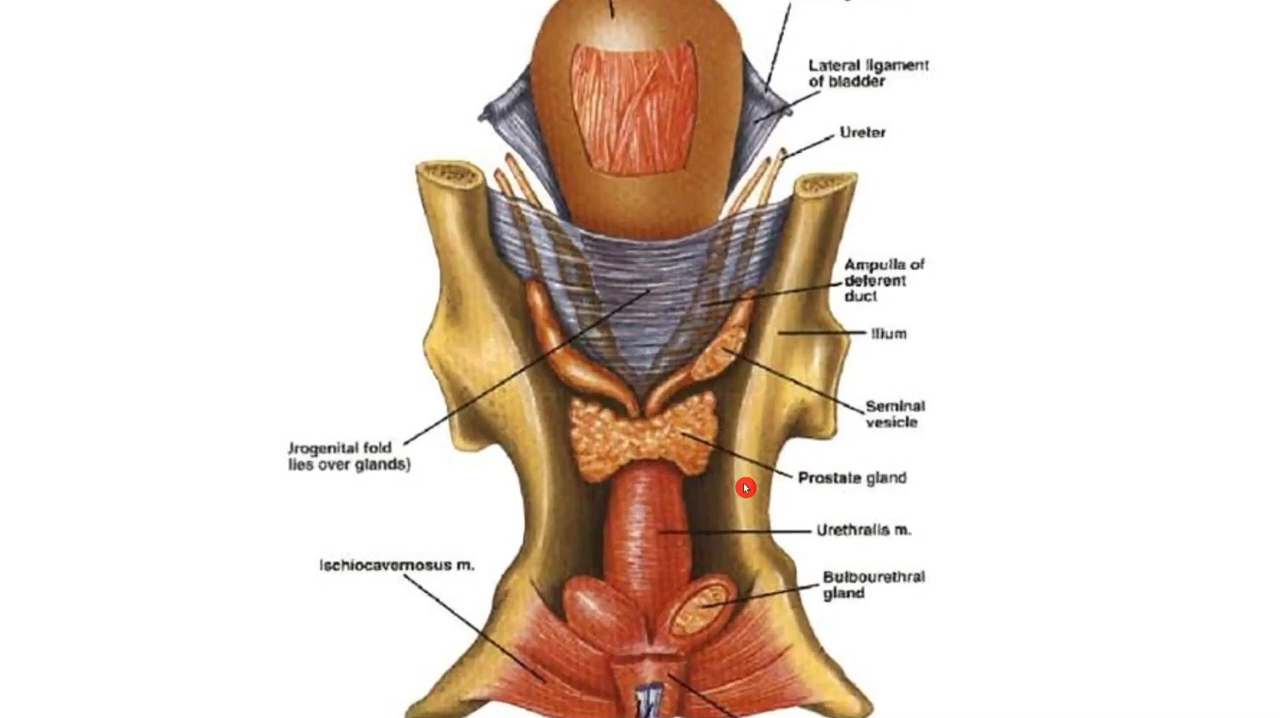 Lateral ligament
of bladder
Ureter
Ampulla of
deferent
duct
Ilium
Seminal
vesicle
Jrogenital fold
lies over glands)
Prostate gland
Urethralis m.
Ischiocavernosus m.
Bulbourethral
gland